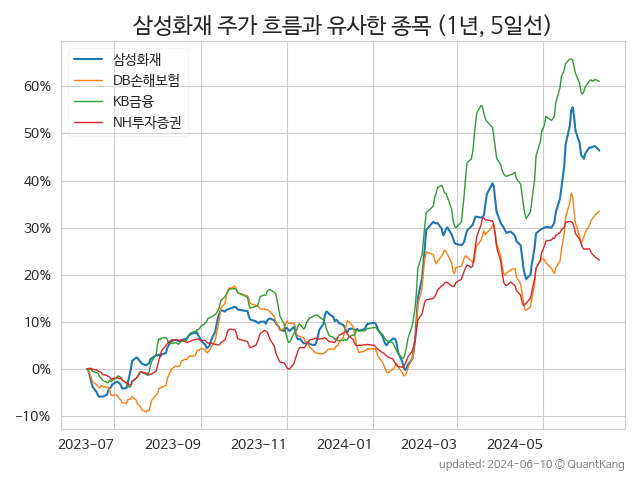 삼성화재 주가 흐름과 유사한 종목 (1년, 5일선)
삼성화재
DB손해보험
KB금융
NH투자증권
60%
50%
40%
30%
20%
10%
0%
−10%
2023-07
2023-09
2023-11
2024-01
2024-03
2024-05
updated: 2024-06-10 © QuantKang